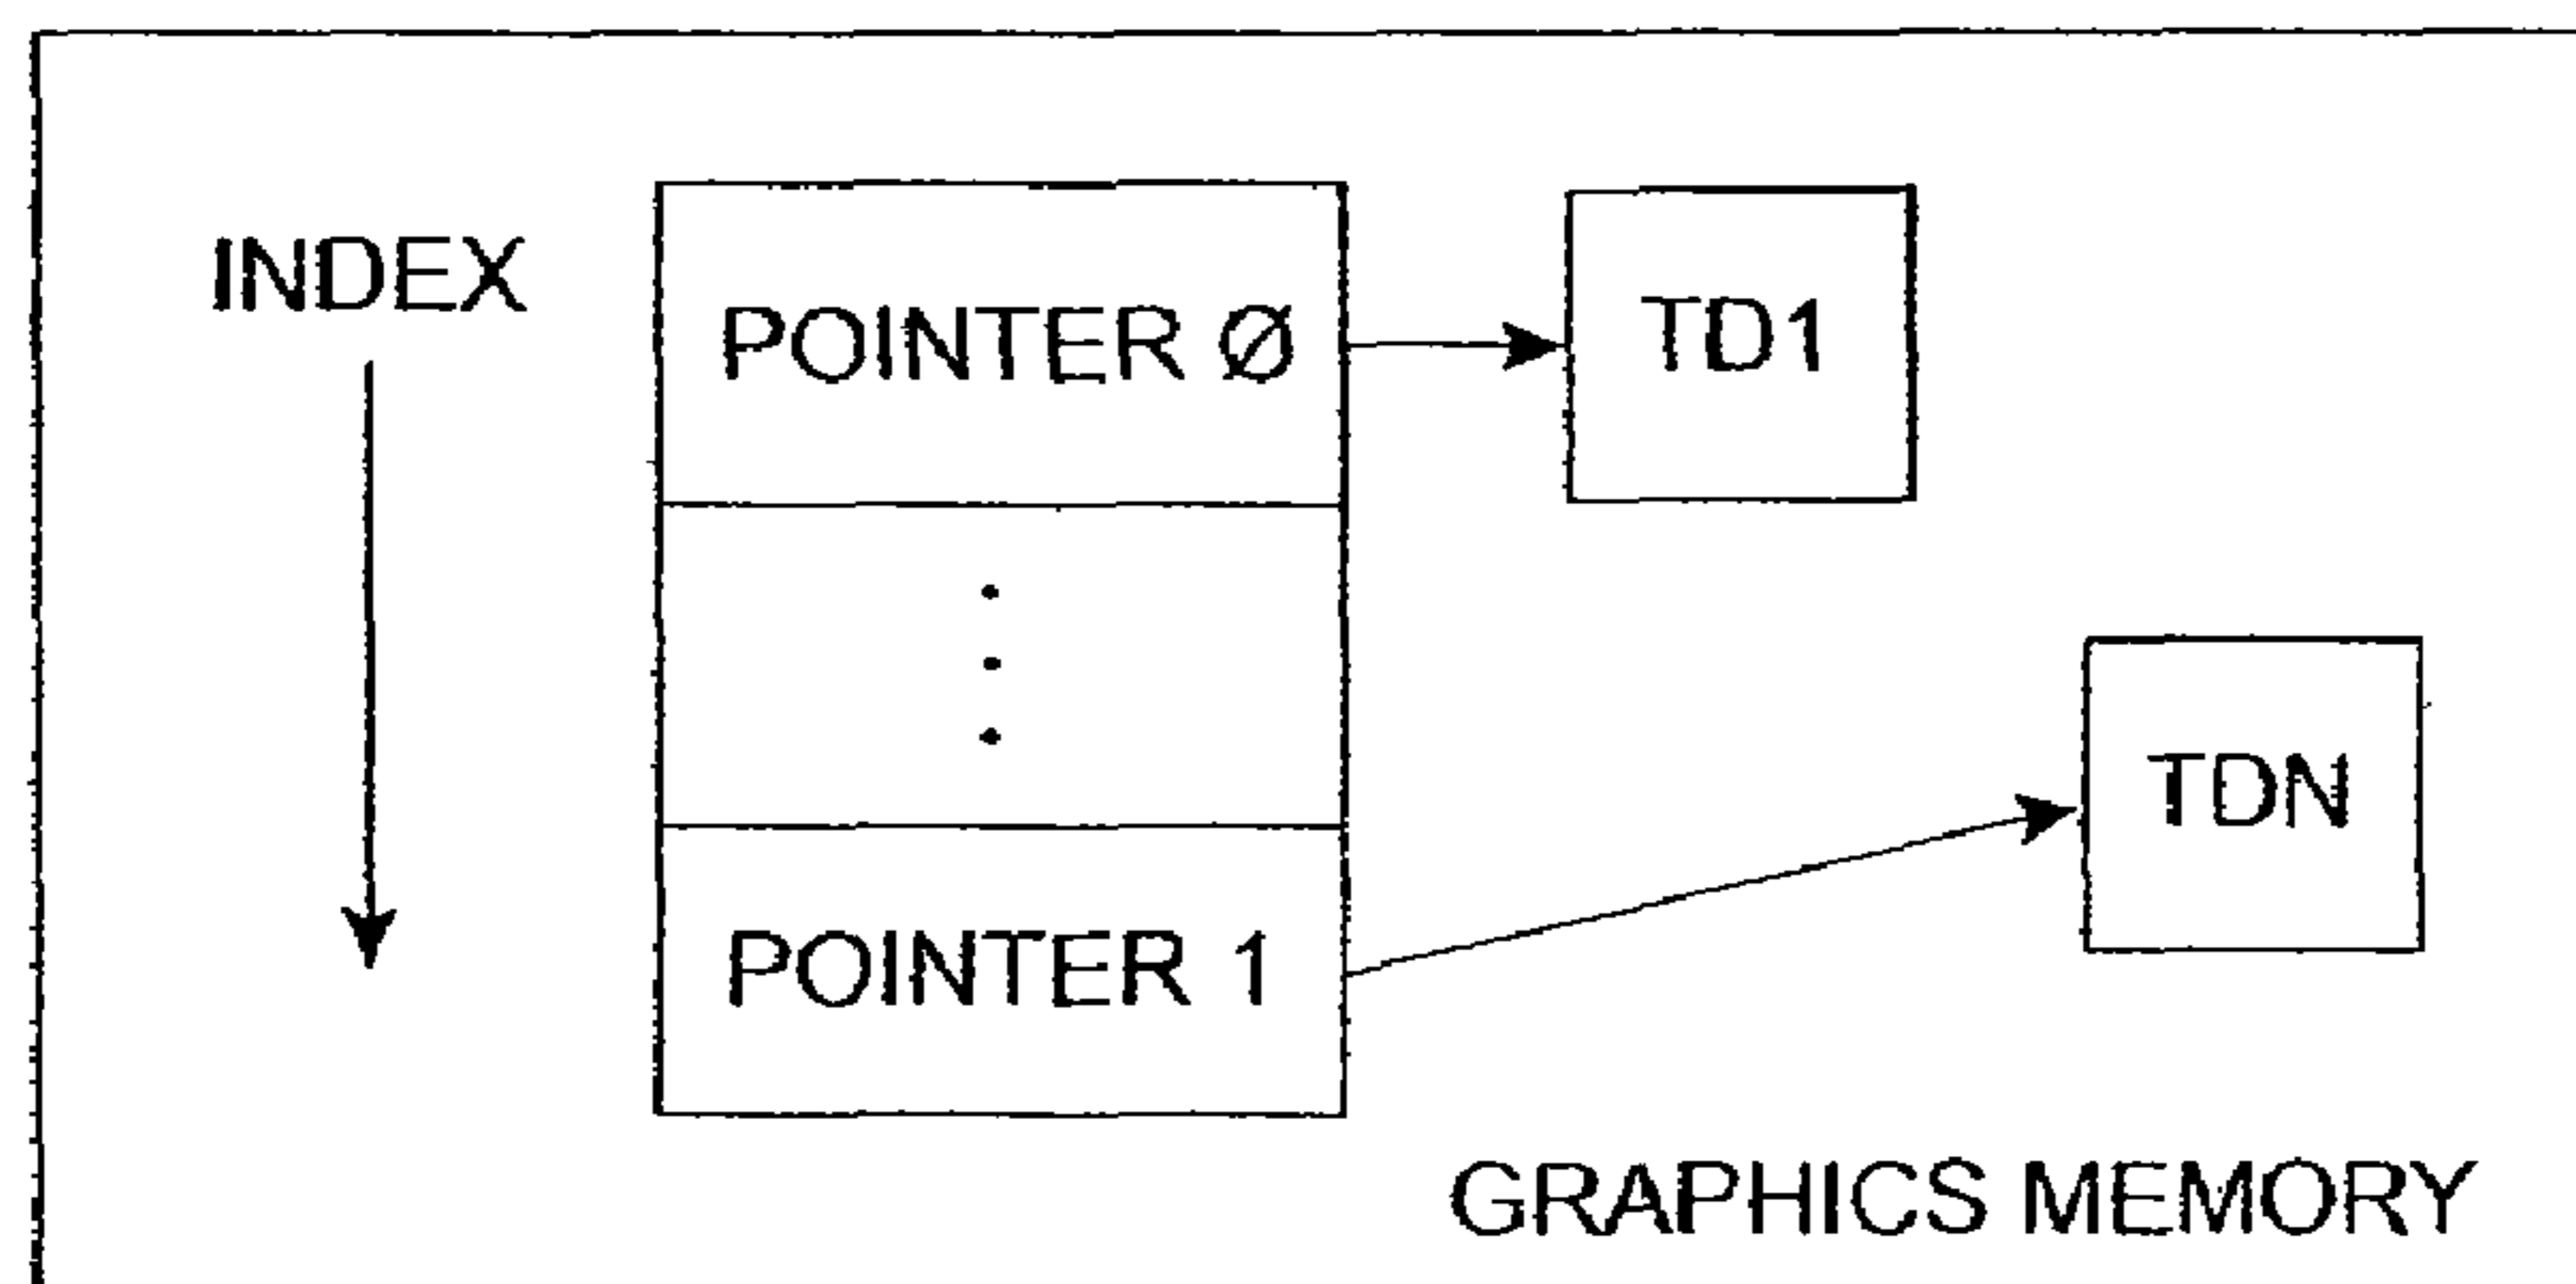 INDEX
POINTER Ø
TD1
TDN
POINTER 1
GRAPHICS MEMORY